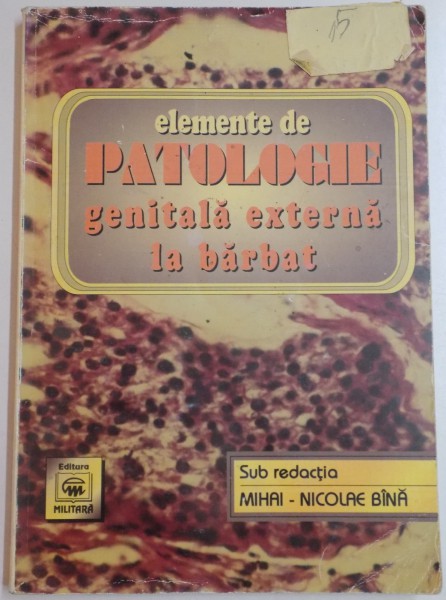 15
elemente de
PATOLOGIE
genitală externă
la bărbat
Editura
MILITARĂ
Sub redacția
MIHAI - NICOLAE BÎNĂ